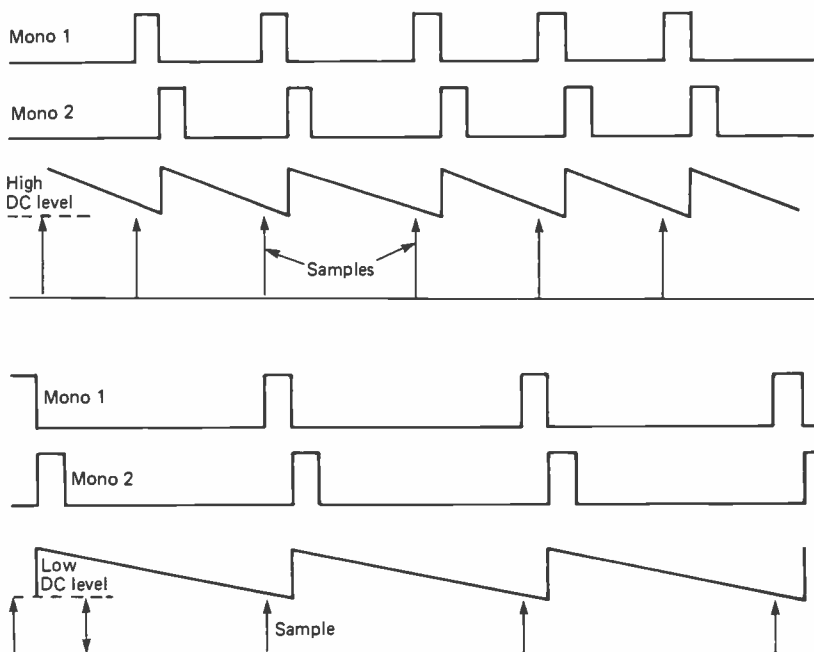 Mono 1
Mono 2
High
DC level
Samples
Mono 1
Mono 2
Low
DC level
Sample